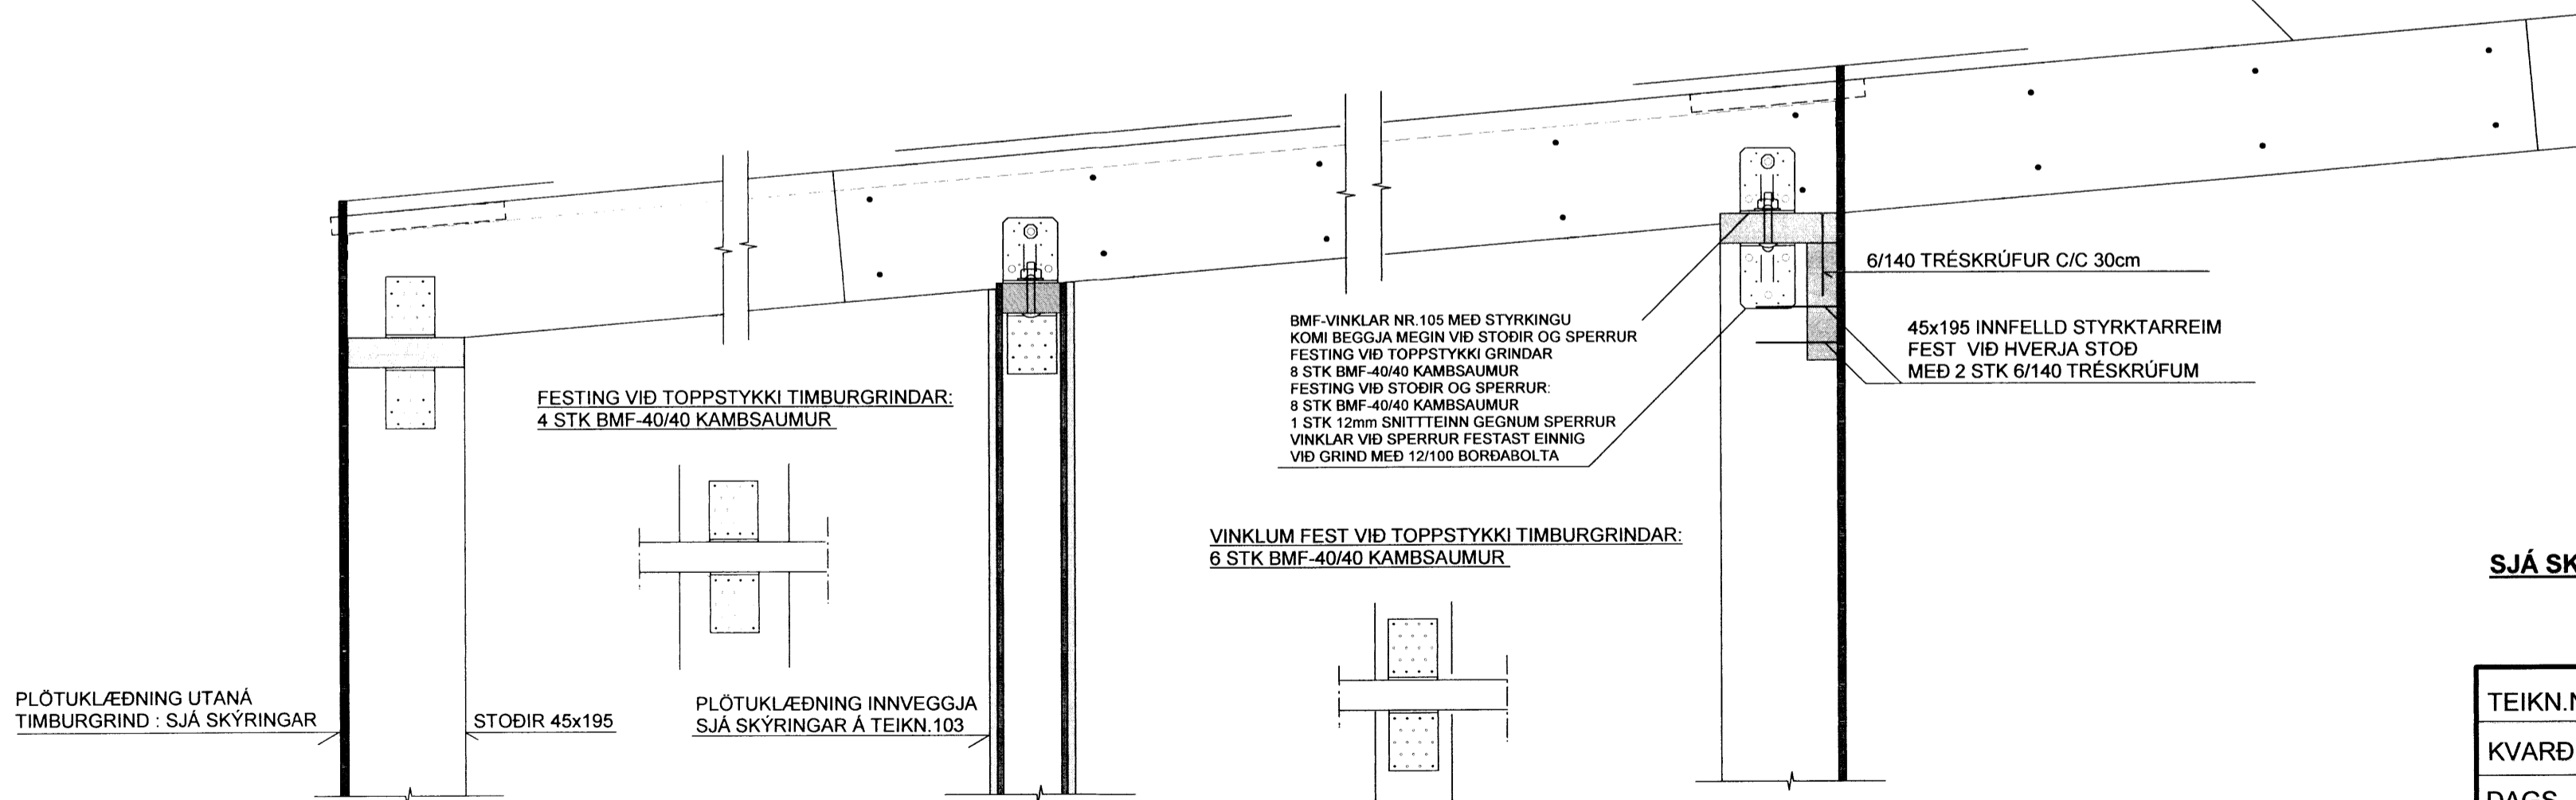 6/140 TRÉSKRÚFUR C/C 30cm
BMF-VINKLAR NR.105 MEÐ STYRKINGU
KOMI BEGGJA MEGIN VIÐ STOÐIR OG SPERRUR
FESTING VIÐ TOPPSTYKKI GRINDAR
8 STK BMF-40/40 KAMBSAUMUR
FESTING VIÐ STOÐIR OG SPERRUR:
8 STK BMF-40/40 KAMBSAUMUR
1 STK 12mm SNITTTEINN GEGNUM SPERRUR
VINKLAR VIÐ SPERRUR FESTAST EINNIG
VIÐ GRIND MEÐ 12/100 BORÐABOLTA
45x195 INNFELLD STYRKTARREIM
FEST VIÐ HVERJA STOÐ
MEÐ 2 STK 6/140 TRÉSKRÚFUM
FESTING VIÐ TOPPSTYKKI TIMBURGRINDAR:
4 STK BMF-40/40 KAMBSAUMUR
VINKLUM FEST VIÐ TOPPSTYKKI TIMBURGRINDAR:
6 STK BMF-40/40 KAMBSAUMUR
SJÁ SK
PLÖTUKLÆÐNING UTANÁ
TIMBURGRIND : SJÁ SKÝRINGAR
STOÐIR 45x195
PLÖTUKLÆÐNING INNVEGGJA
SJÁ SKÝRINGAR Á TEIKN.103
TEIKN.N
KVARÐ
DAGS